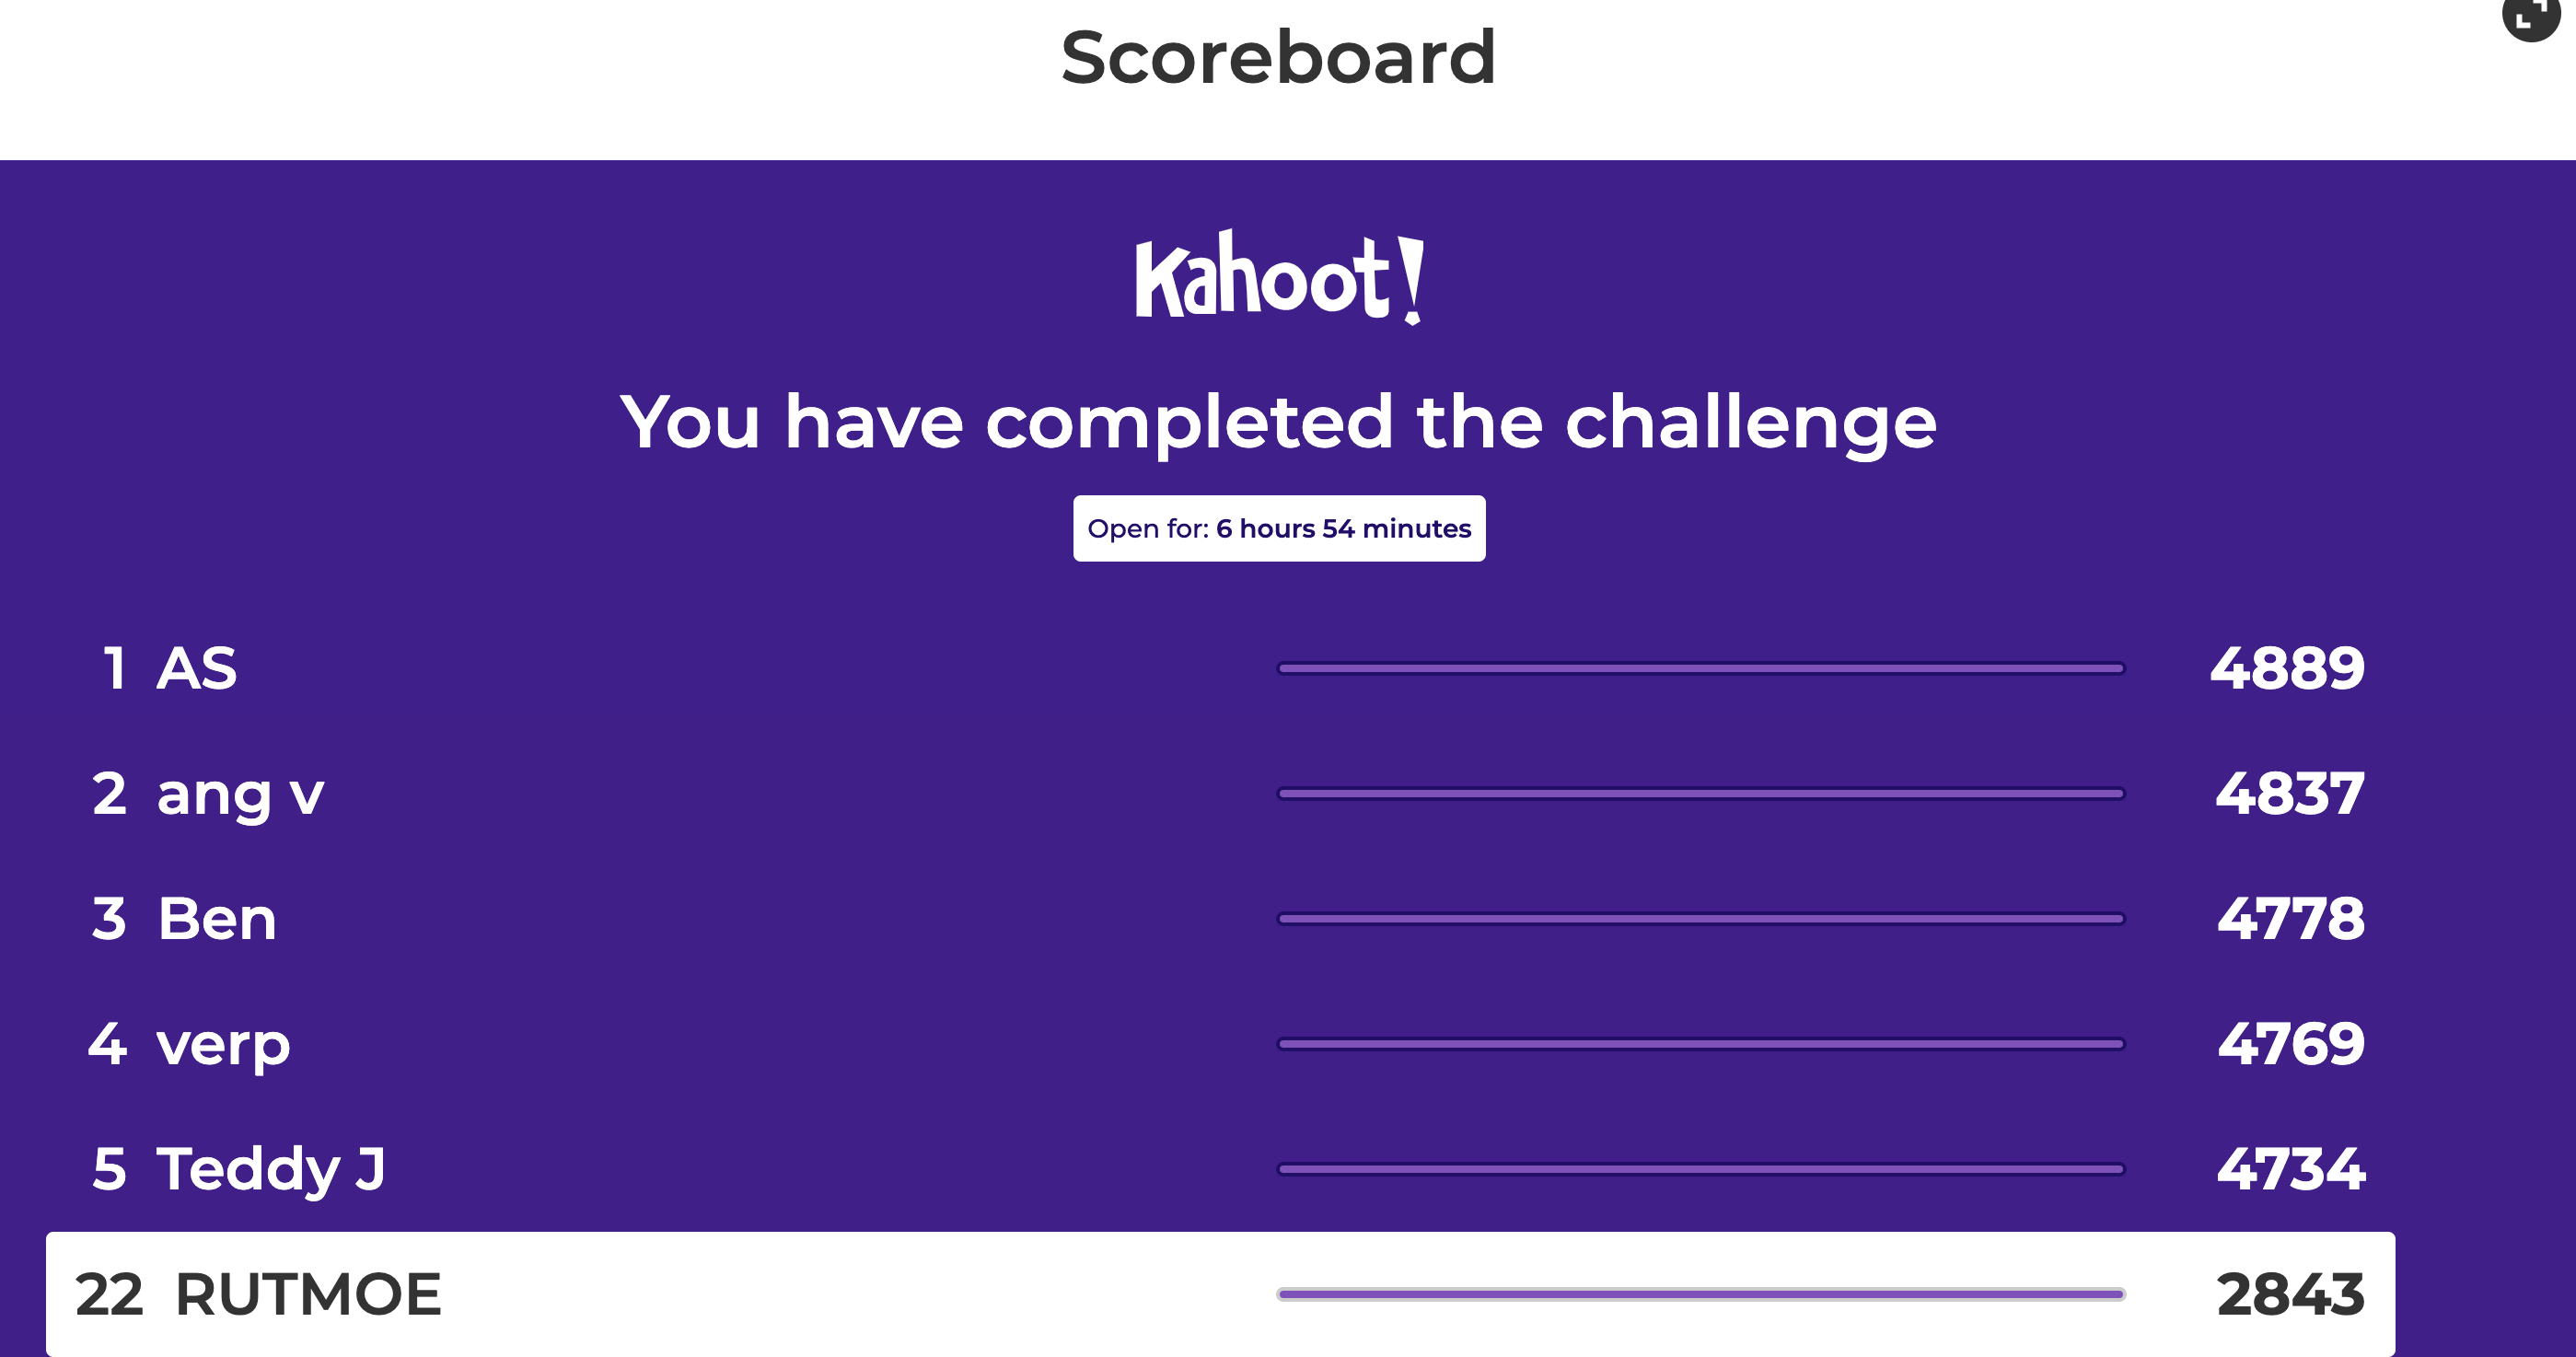 Scoreboard
Kahoot!
You have completed the challenge
Open for: 6 hours 54 minutes
1 AS 4889
2 ang v 4837
3 Ben 4778
4 verp 4769
5 Teddy J 4734
22 RUTMOE 2843